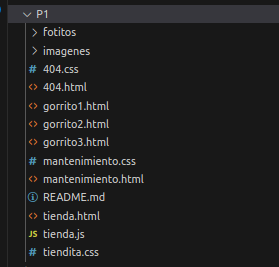 P1
fotitos
imagenes
# 404.css
<> 404.html
<> gorrito1.html
<> gorrito2.html
<> gorrito3.html
# mantenimiento.css
<> mantenimiento.html
README.md
<> tienda.html
JS tienda.js
# tiendita.css